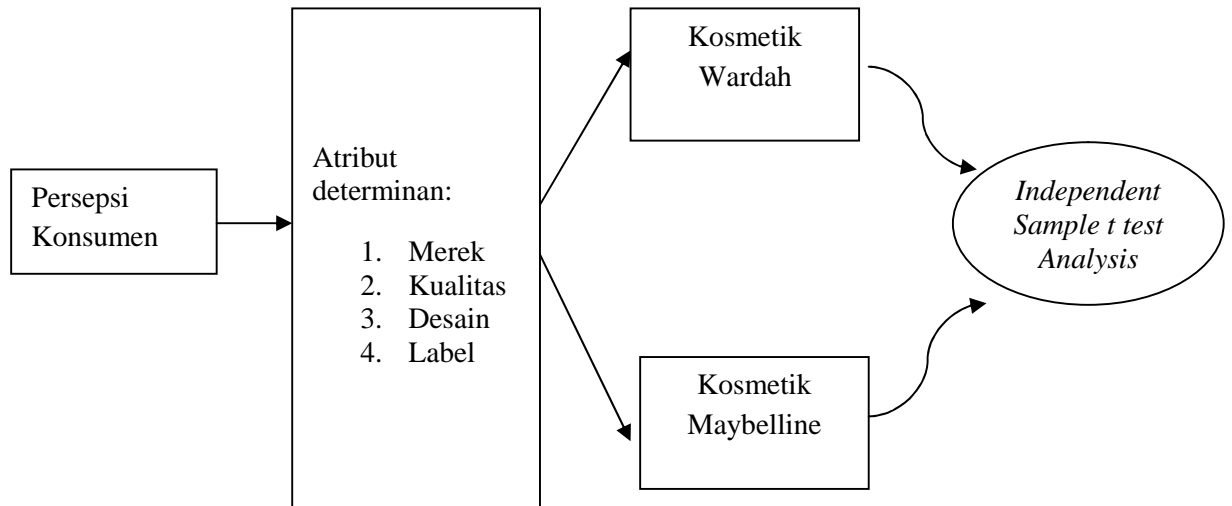 Persepsi
Konsumen
Atribut
determinan:
1. Merek
2. Kualitas
3. Desain
4. Label
Kosmetik
Wardah
Kosmetik
Maybelline
Independent
Sample t test
Analysis